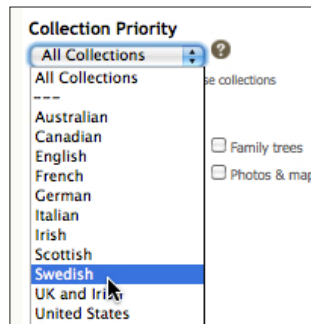 Collection Priority
All Collections ?
All Collections
se collections
---
Australian
Canadian
English
Family trees
French
Photos & map
German
Italian
Irish
Scottish
Swedish
UK and Irish
United States